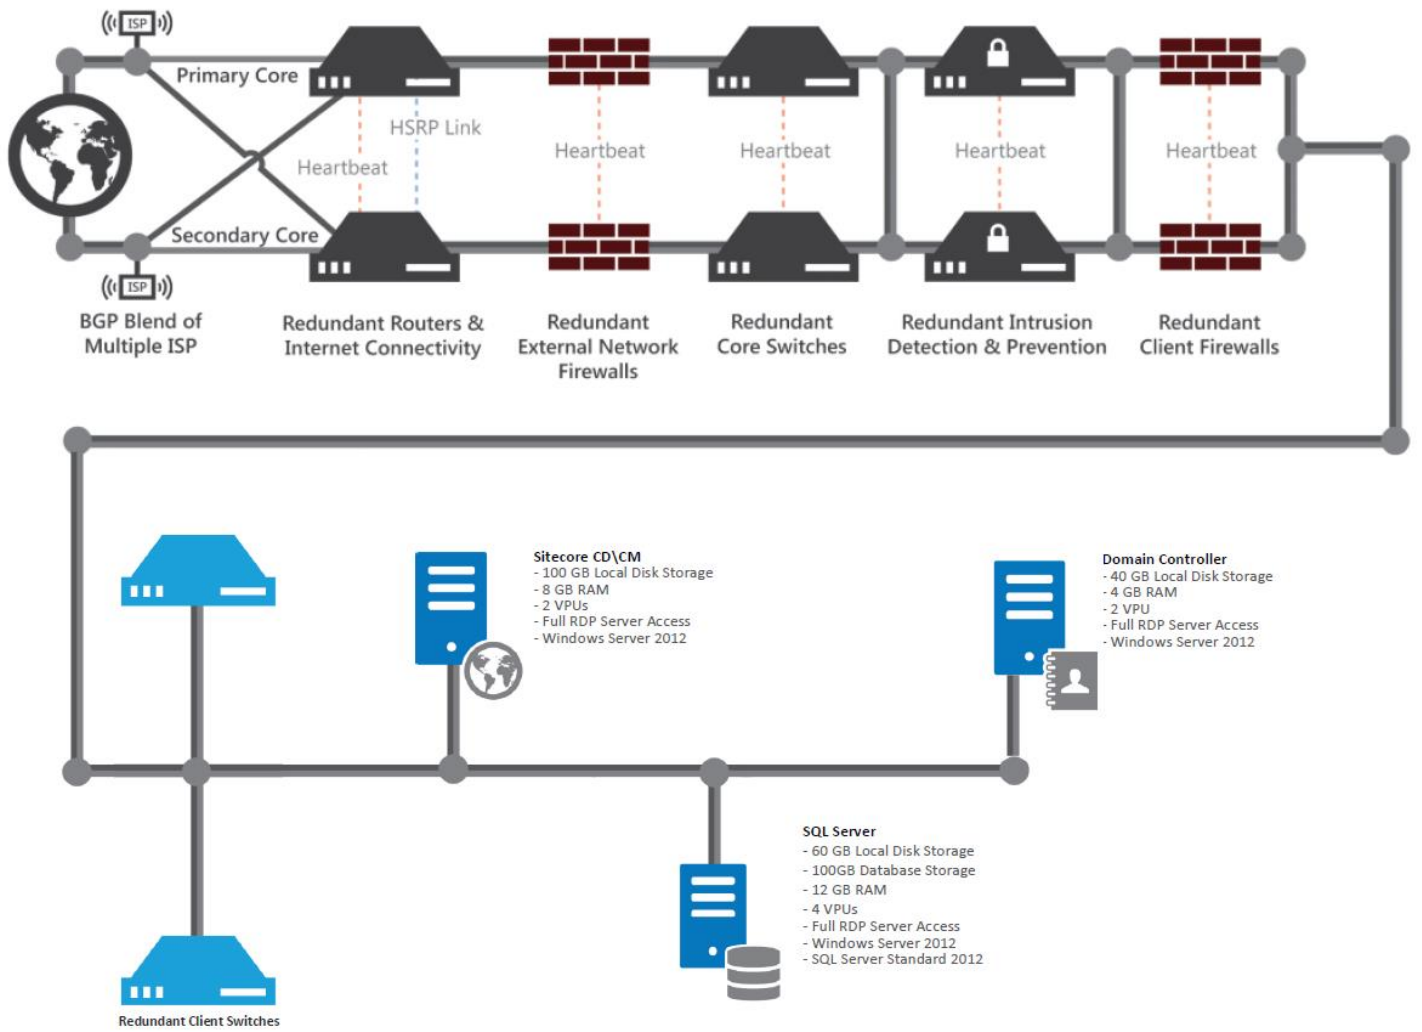 ISP
Primary Core
HSRP Link
Heartbeat
Heartbeat
Heartbeat
Heartbeat
Heartbeat
Secondary Core
ISP
BGP Blend of
Multiple ISP
Redundant Routers &
Internet Connectivity
Redundant
External Network
Firewalls
Redundant
Core Switches
Redundant Intrusion
Detection & Prevention
Redundant
Client Firewalls
Sitecore CD\CM
- 100 GB Local Disk Storage
- 8 GB RAM
- 2 VPUs
- Full RDP Server Access
- Windows Server 2012
Domain Controller
- 40 GB Local Disk Storage
- 4 GB RAM
- 2 VPU
- Full RDP Server Access
- Windows Server 2012
SQL Server
- 60 GB Local Disk Storage
- 100GB Database Storage
- 12 GB RAM
- 4 VPUs
- Full RDP Server Access
- Windows Server 2012
- SQL Server Standard 2012
Redundant Client Switches